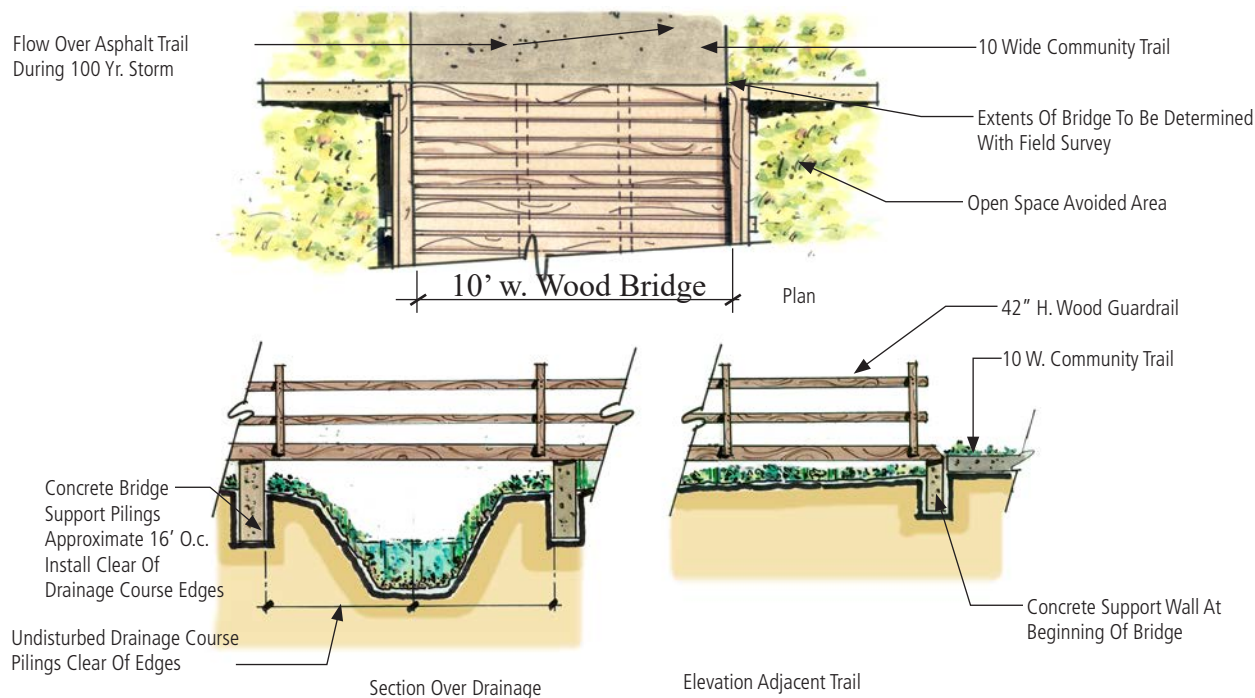 Flow Over Asphalt Trail
During 100 Yr. Storm
10 Wide Community Trail
Extents Of Bridge To Be Determined
With Field Survey
Open Space Avoided Area
10’ w. Wood Bridge
Plan
42” H. Wood Guardrail
10 W. Community Trail
Concrete Bridge
Support Pilings
Approximate 16’ O.c.
Install Clear Of
Drainage Course Edges
Undisturbed Drainage Course
Pilings Clear Of Edges
Concrete Support Wall At
Beginning Of Bridge
Section Over Drainage
Elevation Adjacent Trail